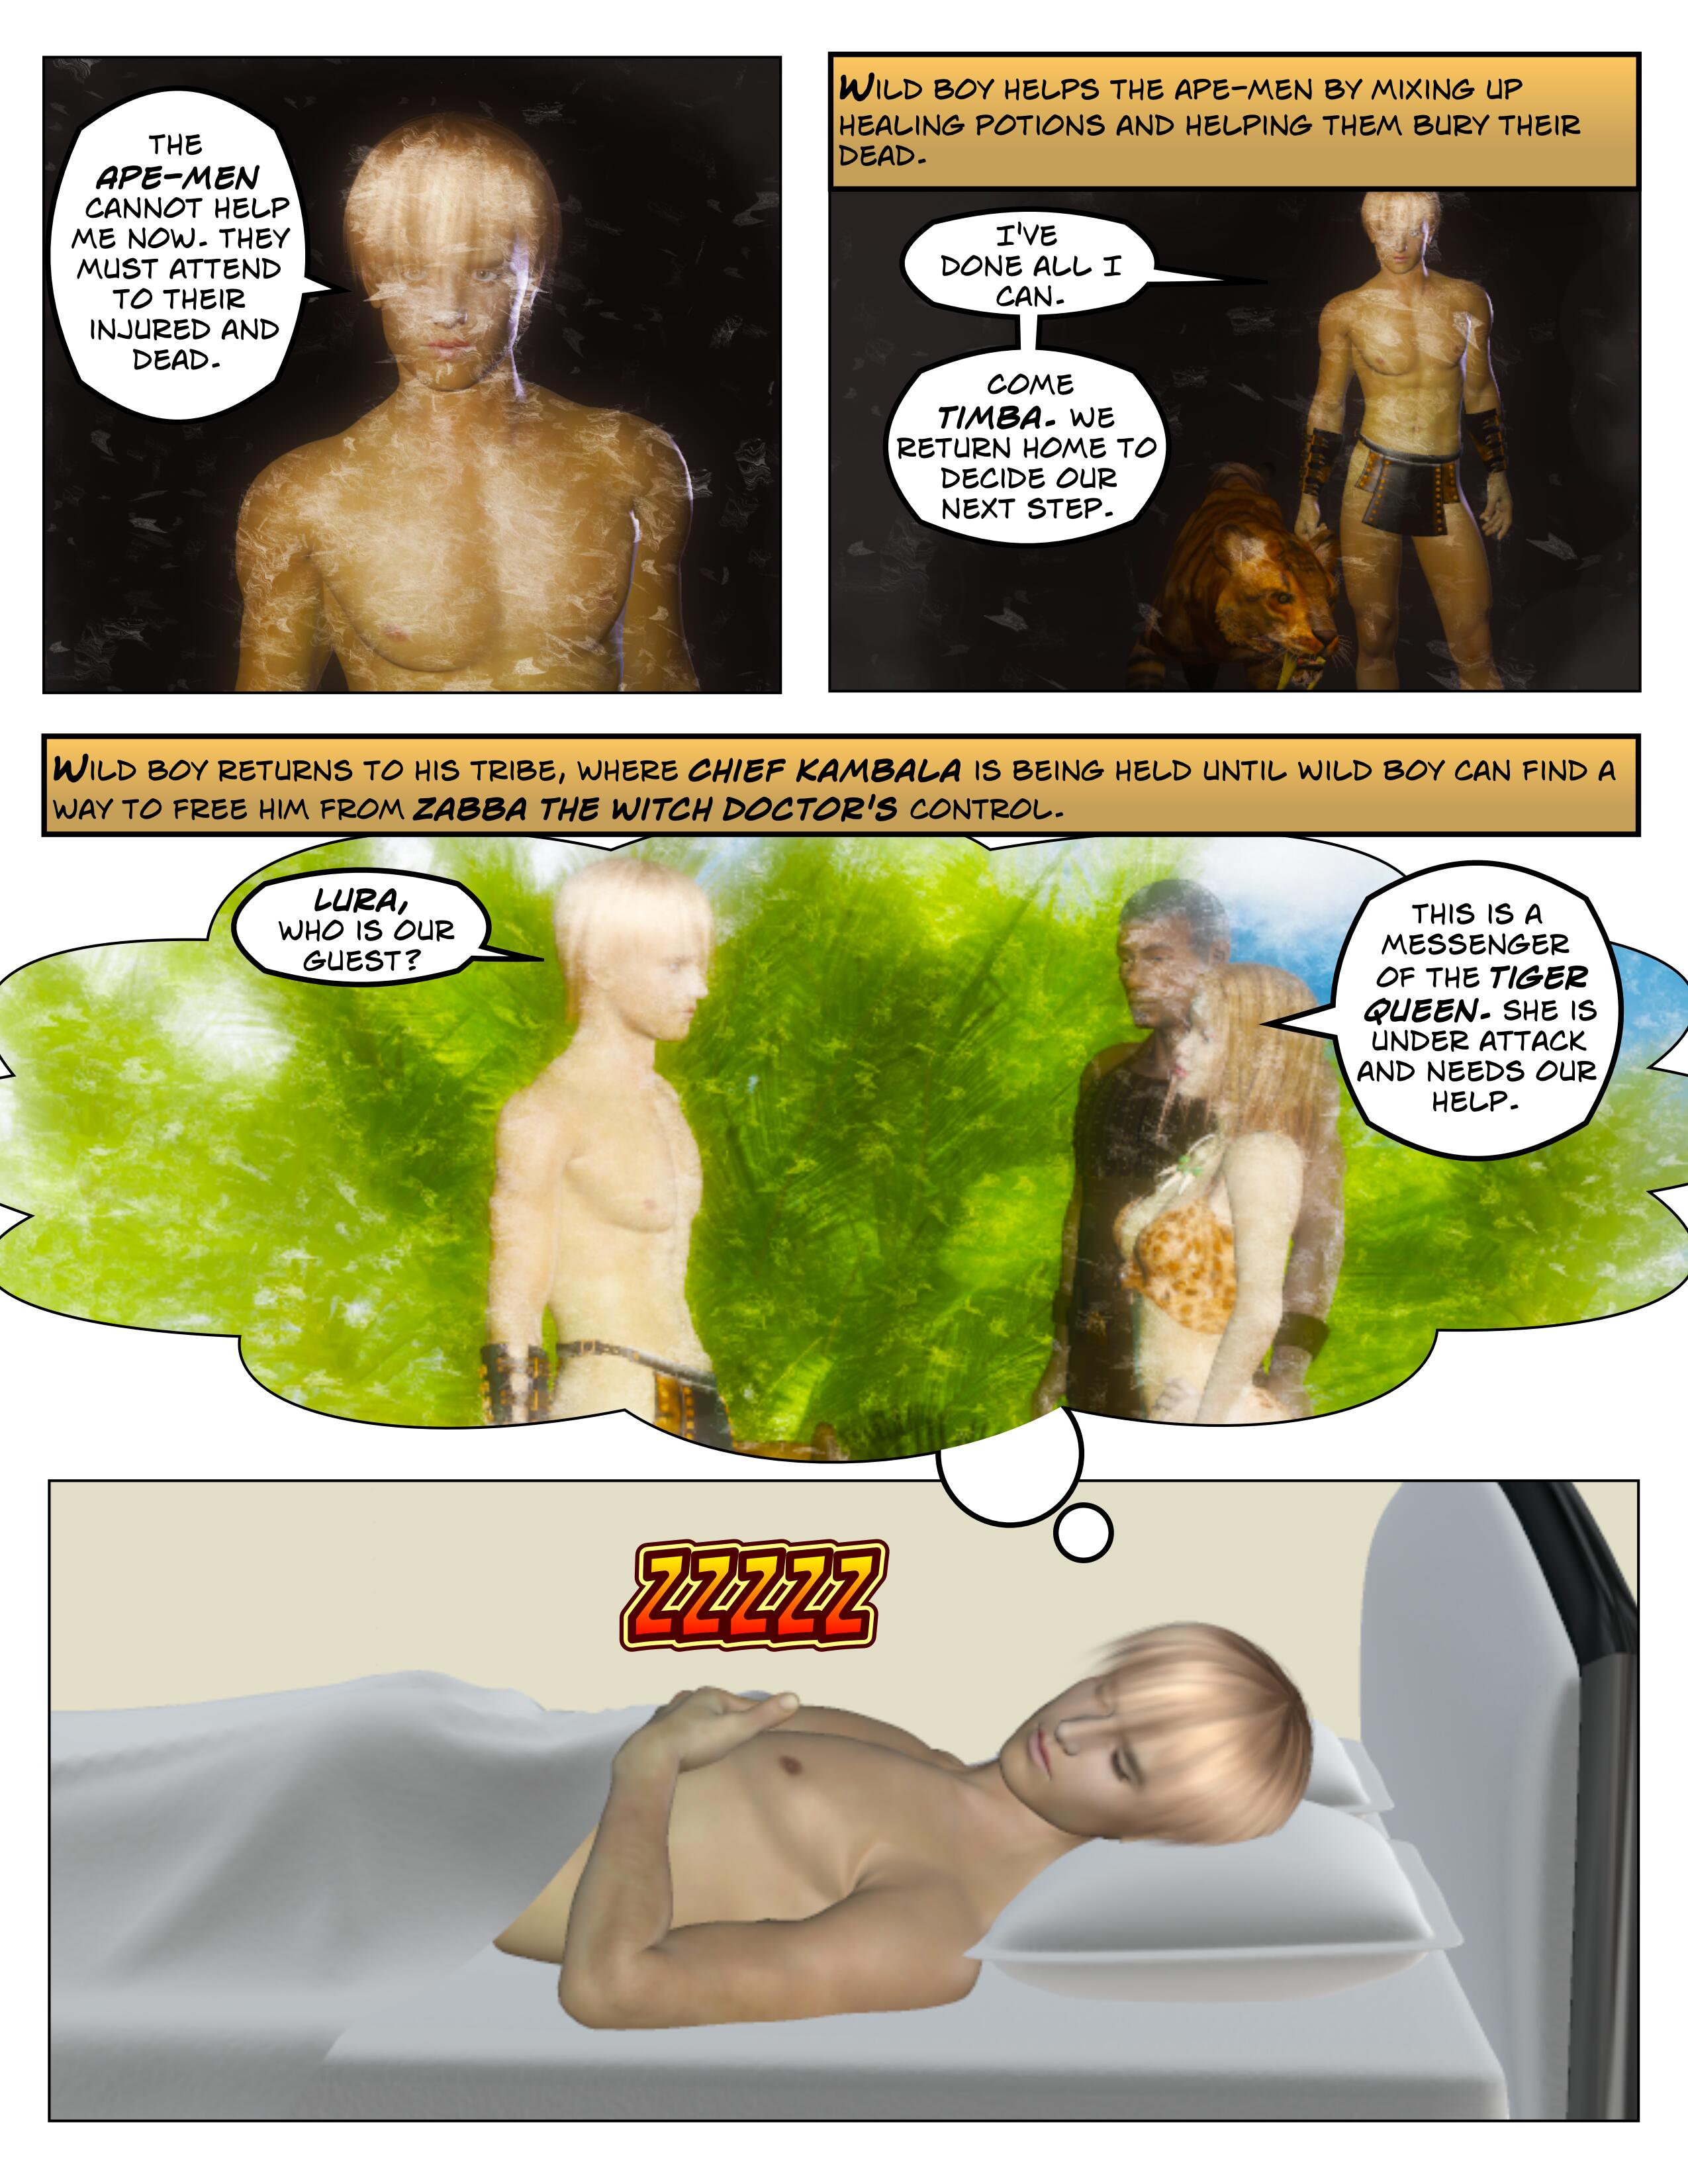 THE
APE-MEN
CANNOT HELP
ME NOW. THEY
MUST ATTEND
TO THEIR
INJURED AND
DEAD.
WILD BOY HELPS THE APE-MEN BY MIXING UP
HEALING POTIONS AND HELPING THEM BURY THEIR
DEAD.
I'VE
DONE ALL I
CAN.
COME
TIMBA. WE
RETURN HOME TO
DECIDE OUR
NEXT STEP.
WILD BOY RETURNS TO HIS TRIBE, WHERE CHIEF KAMBALA IS BEING HELD UNTIL WILD BOY CAN FIND A
WAY TO FREE HIM FROM ZABBA THE WITCH DOCTOR'S CONTROL.
LURA,
WHO IS OUR
GUEST?
THIS IS A
MESSENGER
OF THE TIGER
QUEEN. SHE IS
UNDER ATTACK
AND NEEDS OUR
HELP.
ZZZZZ